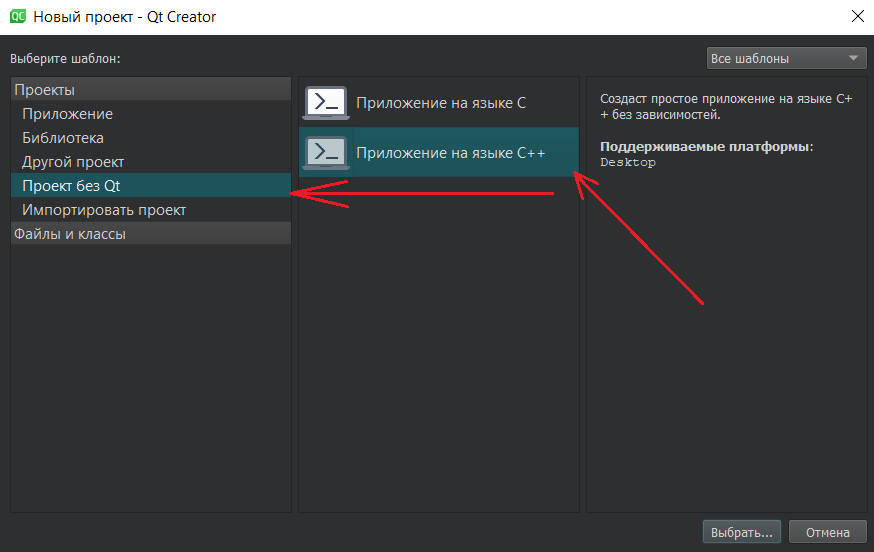 QC Новый проект - Qt Creator
Выберите шаблон:
Все шаблоны
Проекты
Приложение
Библиотека
Другой проект
Проект без Qt
Импортировать проект
Файлы и классы
Приложение на языке C
Приложение на языке C++
Создаст простое приложение на языке C+
+ без зависимостей.
Поддерживаемые платформы:
Desktop
Выбрать...
Отмена